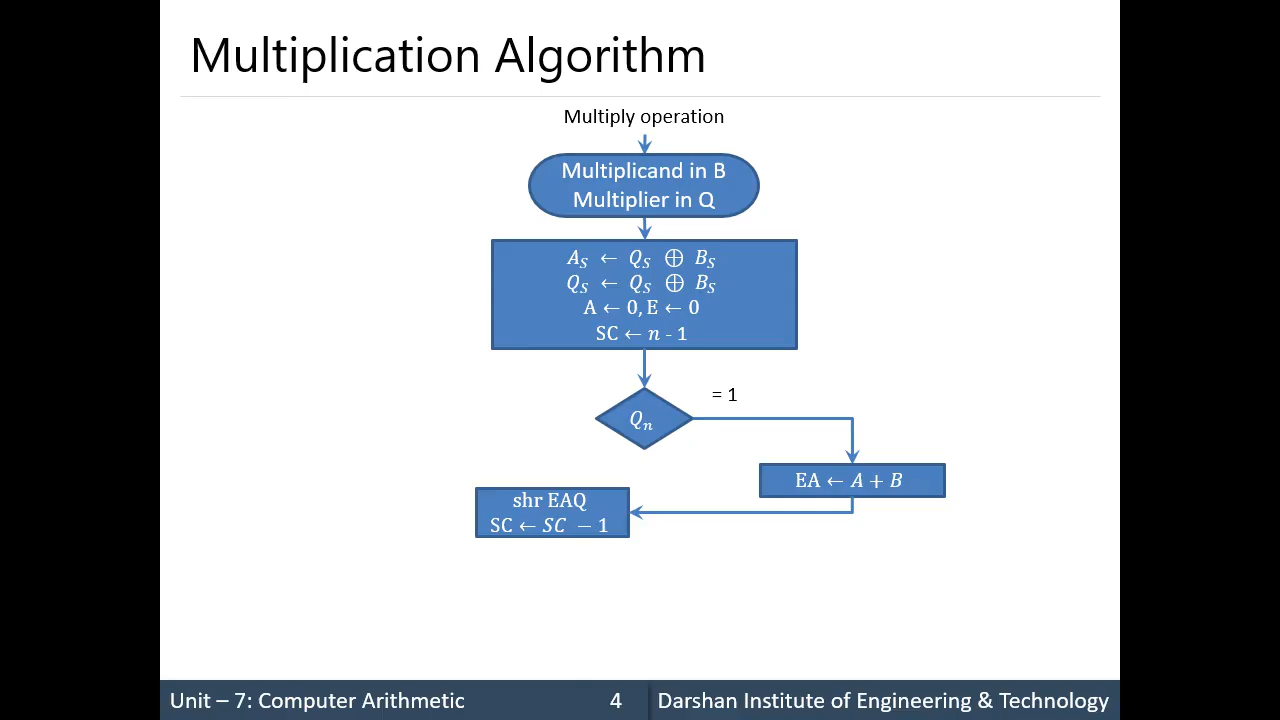 Multiplication Algorithm
Multiply operation
Multiplicand in B
Multiplier in Q
A_S ← Q_S ⊕ B_S
Q_S ← Q_S ⊕ B_S
A ← 0, E ← 0
SC ← n - 1
= 1
Q_n
EA ← A + B
shr EAQ
SC ← SC − 1
Unit – 7: Computer Arithmetic 4 Darshan Institute of Engineering & Technology